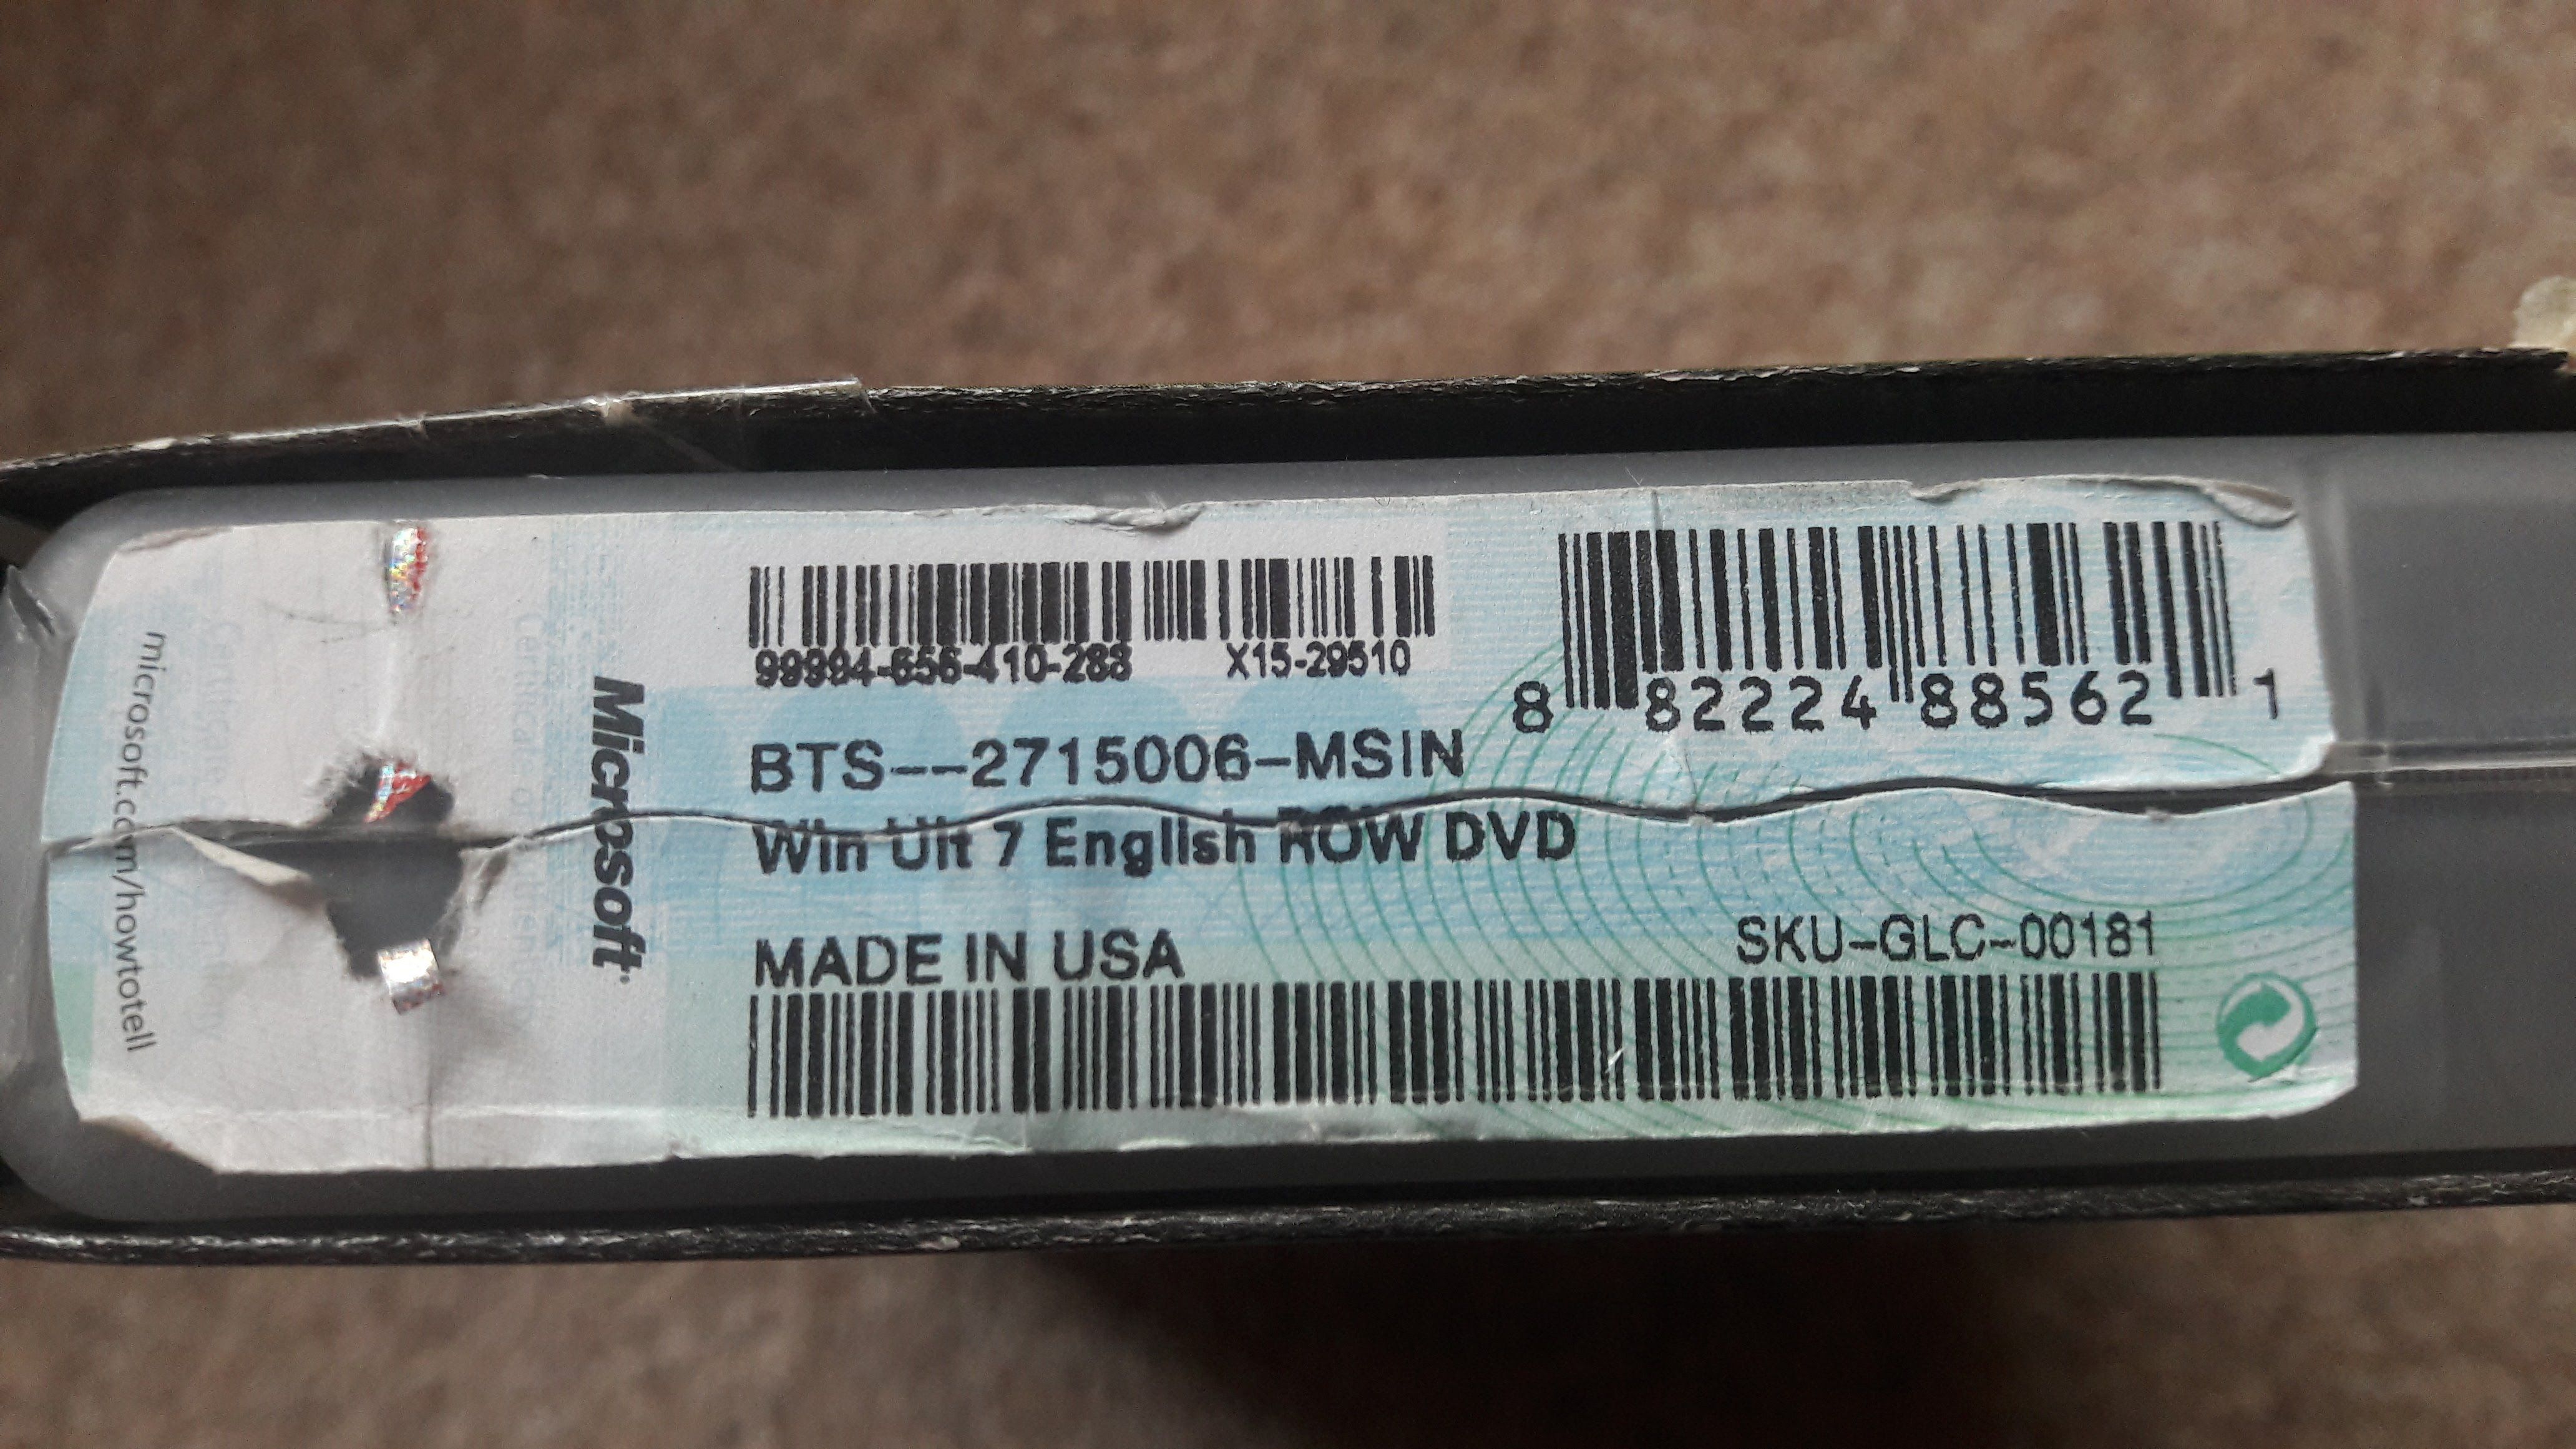 99994-656-410-288 X15-29510
8 82224 88562 1
BTS--2715006-MSIN
Win Ult 7 English ROW DVD
MADE IN USA
SKU-GLC-00181
Microsoft
microsoft.com/howtotell